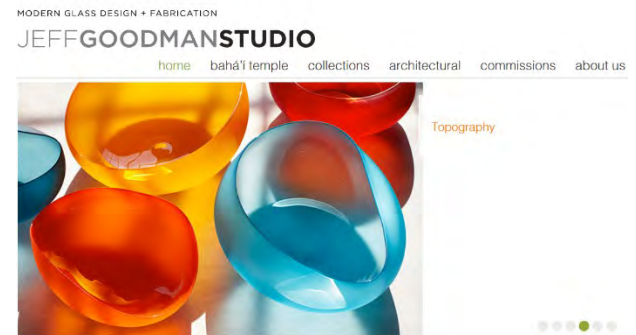 MODERN GLASS DESIGN + FABRICATION
JEFFGOODMANSTUDIO
home bahá'í temple collections architectural commissions about us
Topography